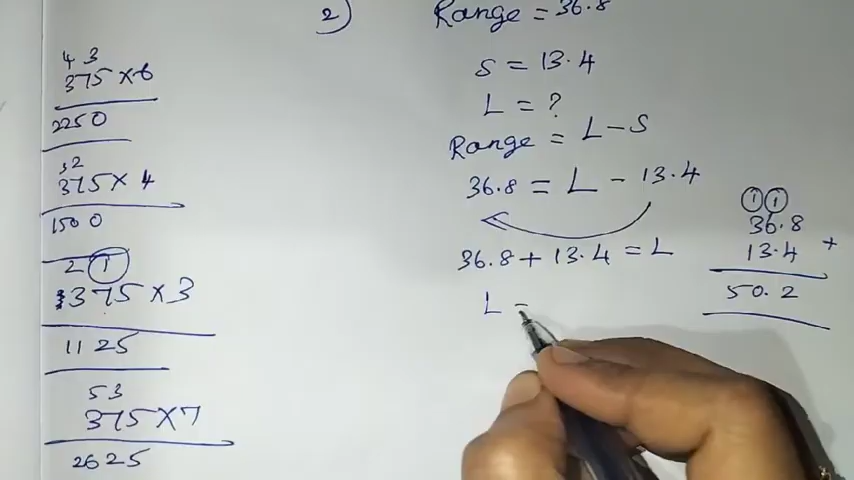 4 3
375 × 6
2250
3 2
375 × 4
1500
2 1
375 × 3
1125
5 3
375 × 7
2625
2)
Range = 36.8
S = 13.4
L = ?
Range = L - S
36.8 = L - 13.4
36.8 + 13.4 = L
L =
1 1
36.8
13.4 +
50.2